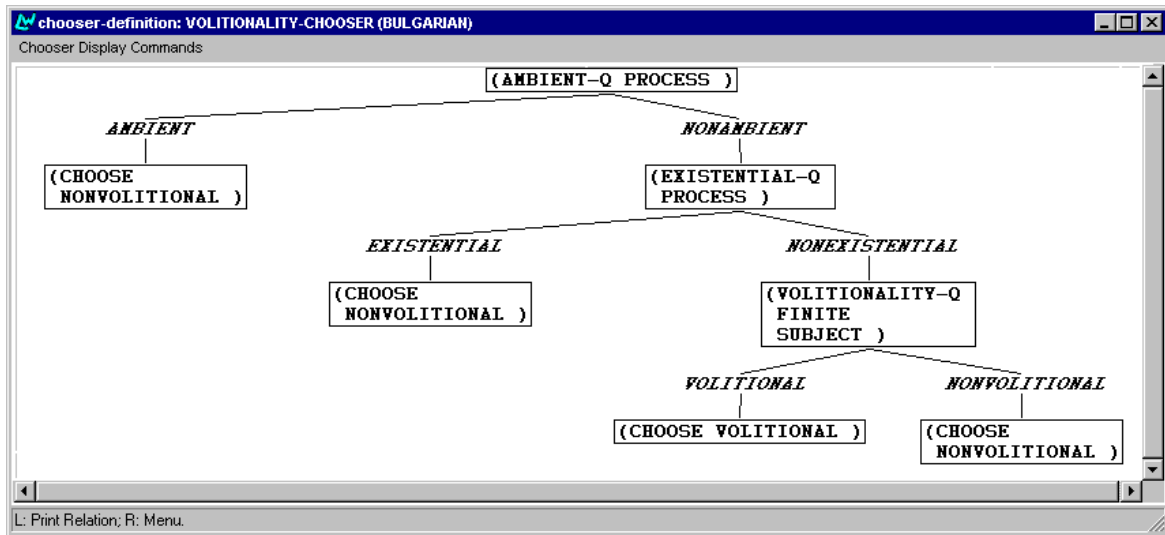 chooser-definition: VOLITIONALITY-CHOOSER (BULGARIAN)
Chooser Display Commands
(AMBIENT-Q PROCESS )
AMBIENT
NONAMBIENT
(CHOOSE
NONVOLITIONAL )
(EXISTENTIAL-Q
PROCESS )
EXISTENTIAL
NONEXISTENTIAL
(CHOOSE
NONVOLITIONAL )
(VOLITIONALITY-Q
FINITE
SUBJECT )
VOLITIONAL
NONVOLITIONAL
(CHOOSE VOLITIONAL )
(CHOOSE
NONVOLITIONAL )
L: Print Relation; R: Menu.